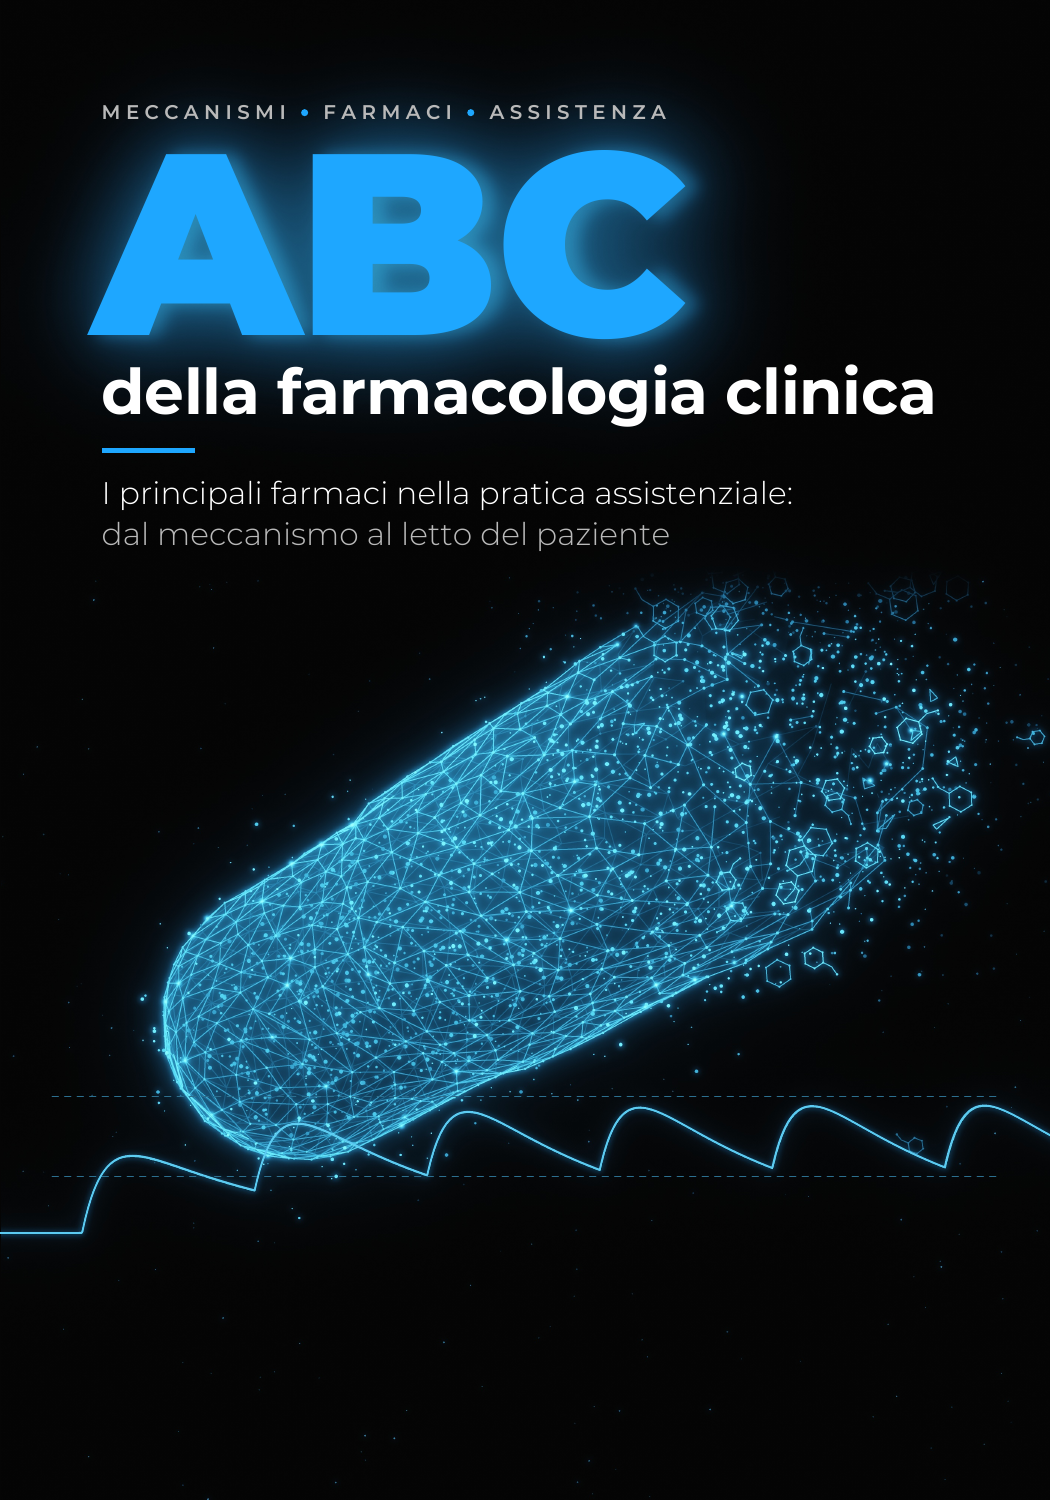 MECCANISMI • FARMACI • ASSISTENZA
ABC
della farmacologia clinica
I principali farmaci nella pratica assistenziale:
dal meccanismo al letto del paziente